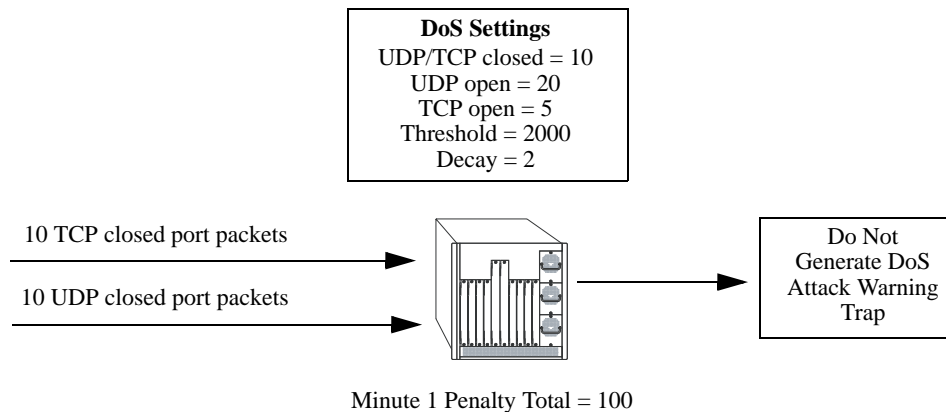 DoS Settings
UDP/TCP closed = 10
UDP open = 20
TCP open = 5
Threshold = 2000
Decay = 2
10 TCP closed port packets
10 UDP closed port packets
Do Not
Generate DoS
Attack Warning
Trap
Minute 1 Penalty Total = 100